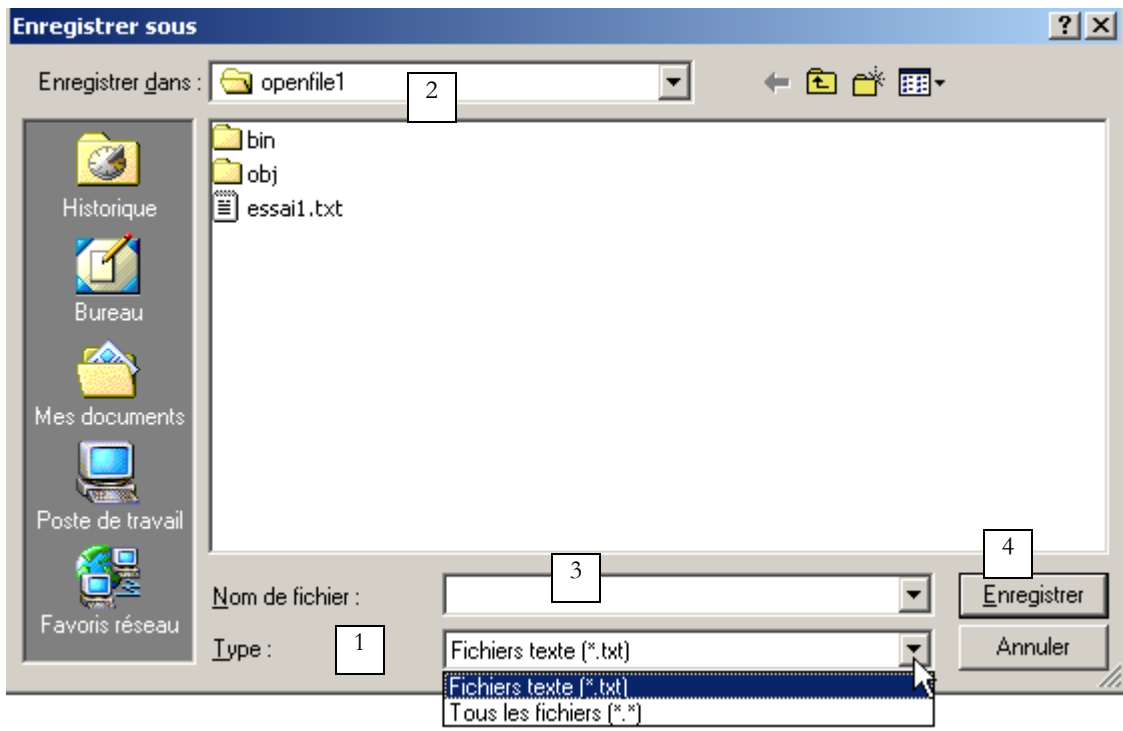 Enregistrer sous
Enregistrer dans : openfile1
2
bin
obj
essai1.txt
Historique
Bureau
Mes documents
Poste de travail
Favoris réseau
3
4
Nom de fichier :
Enregistrer
1
Type :
Fichiers texte (*.txt)
Annuler
Fichiers texte (*.txt)
Tous les fichiers (*.*)